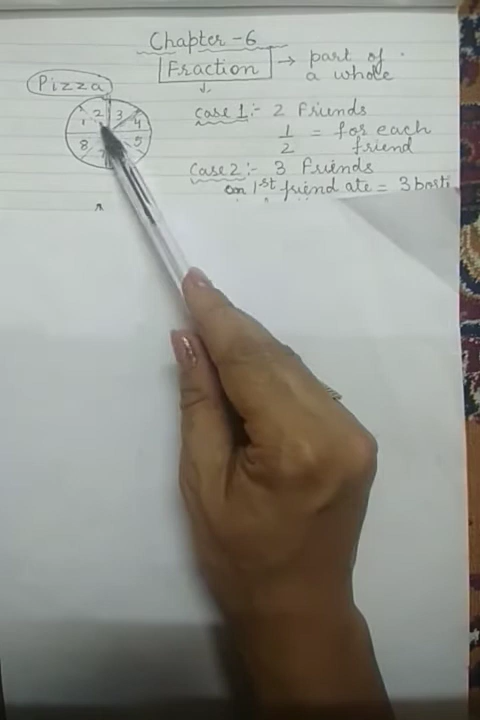 Chapter-6
Fraction → part of a whole
Pizza
1 2 3 4 5 8
Case 1:- 2 Friends
1/2 = for each friend
Case 2:- 3 Friends
1st friend ate = 3